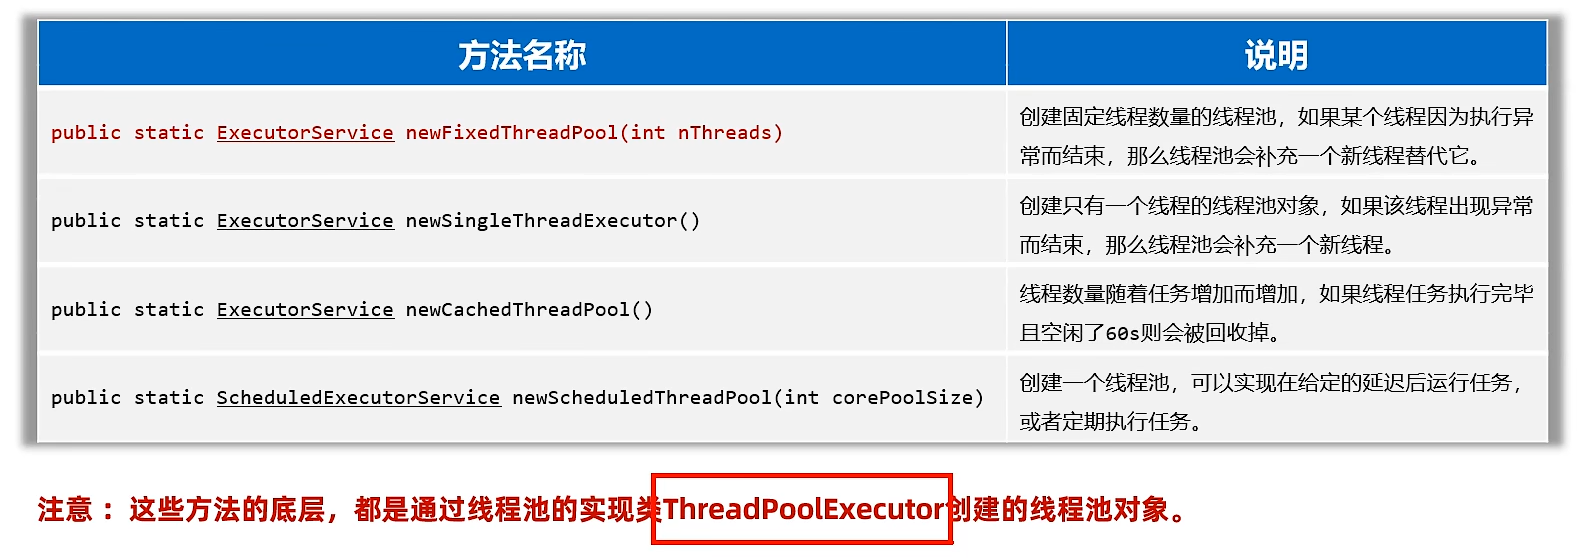 方法名称
说明
public static ExecutorService newFixedThreadPool(int nThreads)
创建固定线程数量的线程池，如果某个线程因为执行异
常而结束，那么线程池会补充一个新线程替代它。
public static ExecutorService newSingleThreadExecutor()
创建只有一个线程的线程池对象，如果该线程出现异常
而结束，那么线程池会补充一个新线程。
public static ExecutorService newCachedThreadPool()
线程数量随着任务增加而增加，如果线程任务执行完毕
且空闲了60s则会被回收掉。
public static ScheduledExecutorService newScheduledThreadPool(int corePoolSize)
创建一个线程池，可以实现在给定的延迟后运行任务，
或者定期执行任务。
注意：这些方法的底层，都是通过线程池的实现类ThreadPoolExecutor创建的线程池对象。